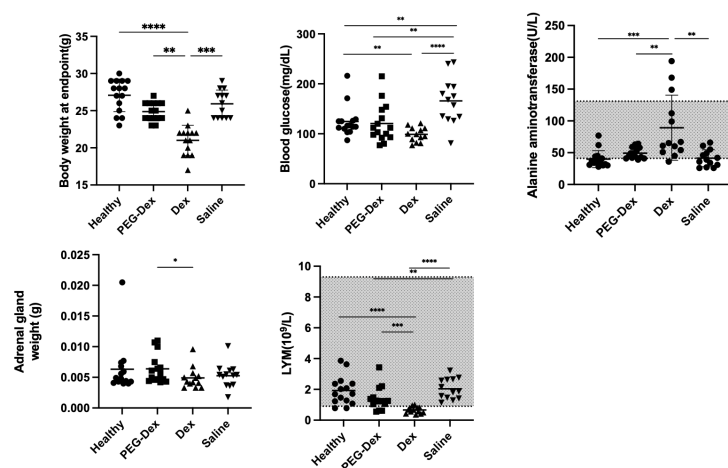 ****
** ***
35
30
25
20
15
Body weight at endpoint(g)
Healthy
PEG-Dex
Dex
Saline
**
**
** ****
300
200
100
0
Blood glucose(mg/dL)
Healthy
PEG-Dex
Dex
Saline
*** **
**
250
200
150
100
50
0
Alanine aminotransferase(U/L)
Healthy
PEG-Dex
Dex
Saline
*
0.025
0.020
0.015
0.010
0.005
0.000
Adrenal gland
weight (g)
Healthy
PEG-Dex
Dex
Saline
****
**
****
***
10
8
6
4
2
0
LYM(10⁹/L)
Healthy
PEG-Dex
Dex
Saline